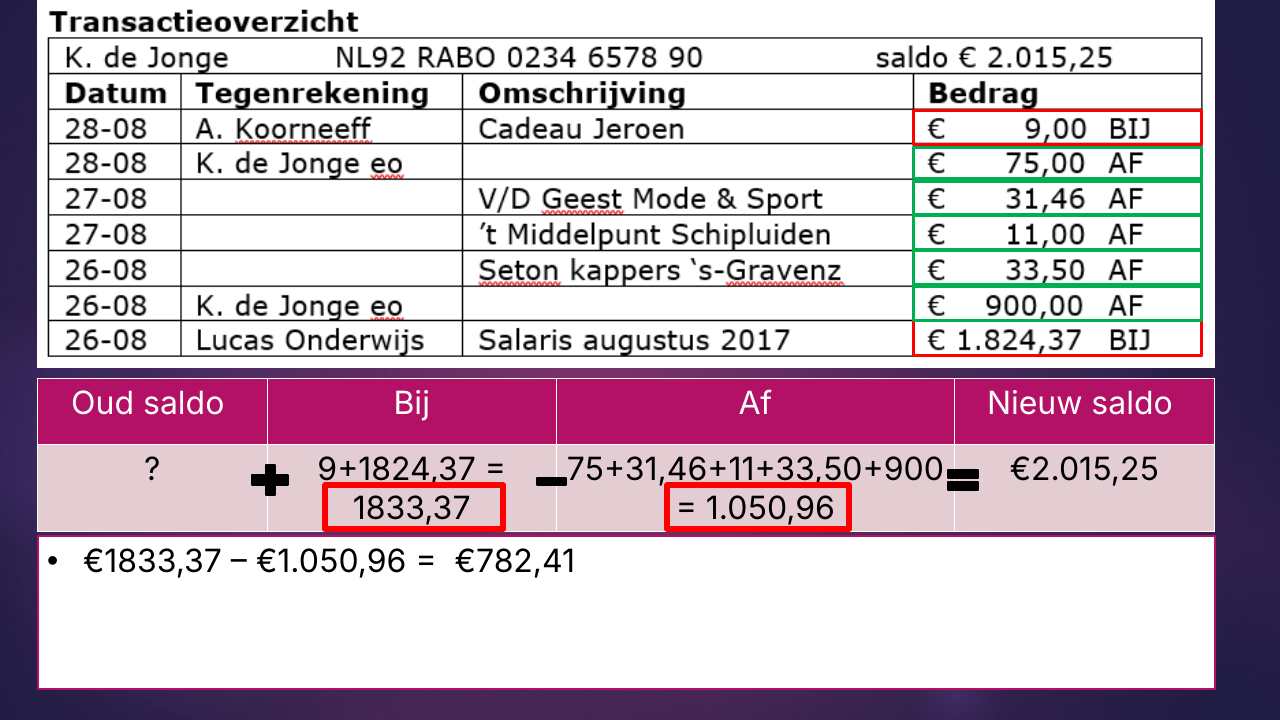 Transactieoverzicht
K. de Jonge NL92 RABO 0234 6578 90 saldo € 2.015,25
Datum Tegenrekening Omschrijving Bedrag
28-08 A. Koorneeff Cadeau Jeroen € 9,00 BIJ
28-08 K. de Jonge eo € 75,00 AF
27-08 V/D Geest Mode & Sport € 31,46 AF
27-08 ’t Middelpunt Schipluiden € 11,00 AF
26-08 Seton kappers ‘s-Gravenz € 33,50 AF
26-08 K. de Jonge eo € 900,00 AF
26-08 Lucas Onderwijs Salaris augustus 2017 € 1.824,37 BIJ
Oud saldo Bij Af Nieuw saldo
? + 9+1824,37 = − 75+31,46+11+33,50+900 = €2.015,25
1833,37 = 1.050,96
• €1833,37 – €1.050,96 = €782,41